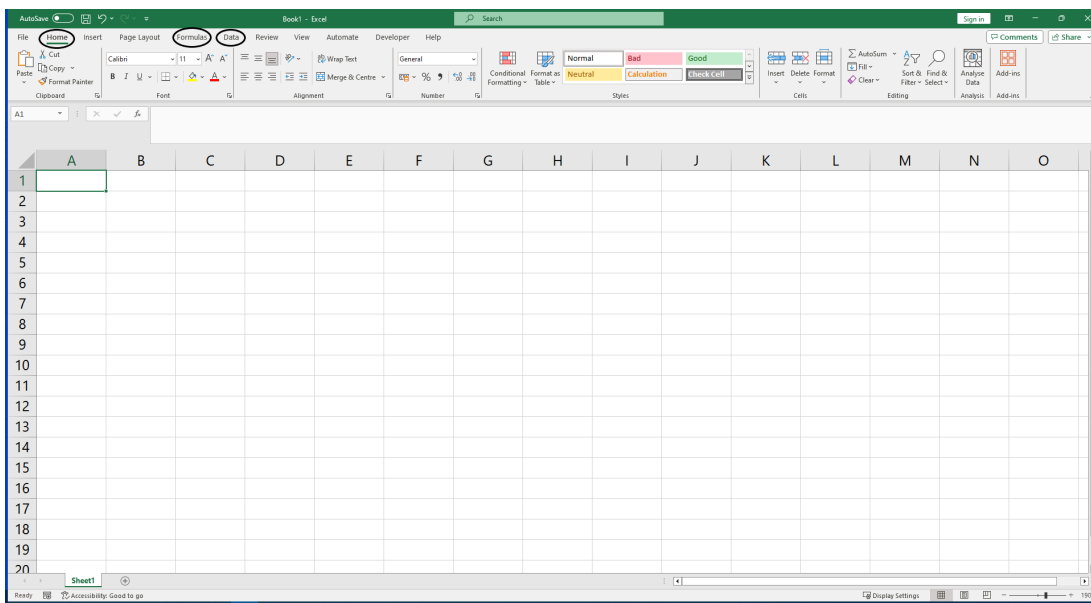 AutoSave Book1 - Excel Search Sign in
File Home Insert Page Layout Formulas Data Review View Automate Developer Help Comments Share
Cut Calibri 11 Wrap Text General Normal Bad Good AutoSum
Copy Fill
Paste Format Painter B I U Merge & Centre % Conditional Formatting Format as Table Neutral Calculation Check Cell Insert Delete Format Clear Sort & Filter Find & Select Analyse Data Add-ins
Clipboard Font Alignment Number Styles Cells Editing Analysis Add-ins
A1 fx
A B C D E F G H I J K L M N O
1
2
3
4
5
6
7
8
9
10
11
12
13
14
15
16
17
18
19
20
Sheet1
Ready Accessibility: Good to go Display Settings